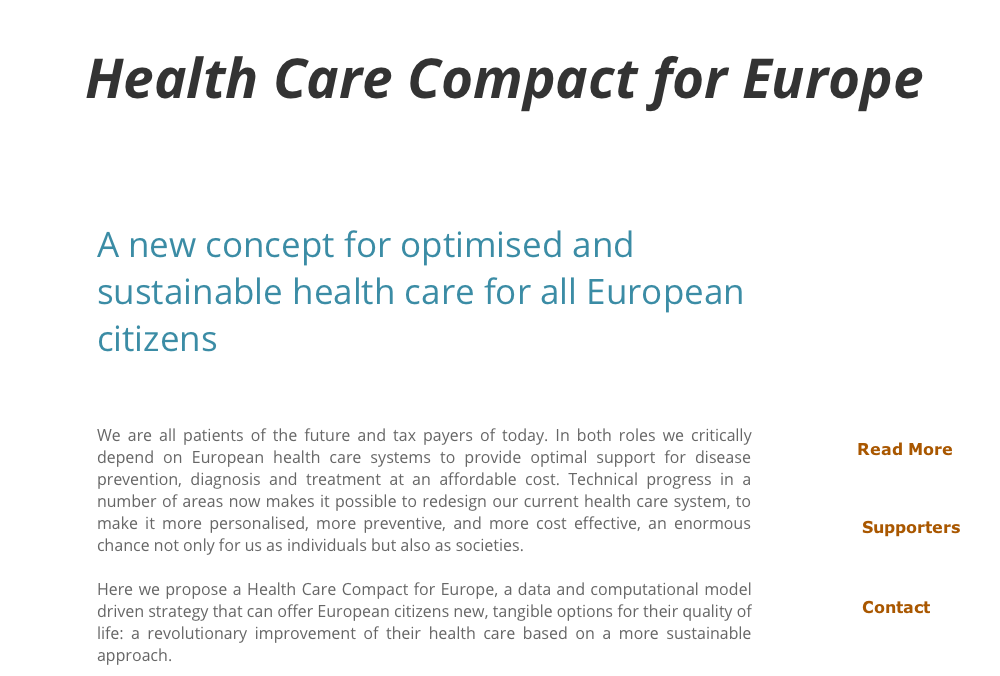 Health Care Compact for Europe
A new concept for optimised and
sustainable health care for all European
citizens
We are all patients of the future and tax payers of today. In both roles we critically
depend on European health care systems to provide optimal support for disease
prevention, diagnosis and treatment at an affordable cost. Technical progress in a
number of areas now makes it possible to redesign our current health care system, to
make it more personalised, more preventive, and more cost effective, an enormous
chance not only for us as individuals but also as societies.
Here we propose a Health Care Compact for Europe, a data and computational model
driven strategy that can offer European citizens new, tangible options for their quality of
life: a revolutionary improvement of their health care based on a more sustainable
approach.
Read More
Supporters
Contact